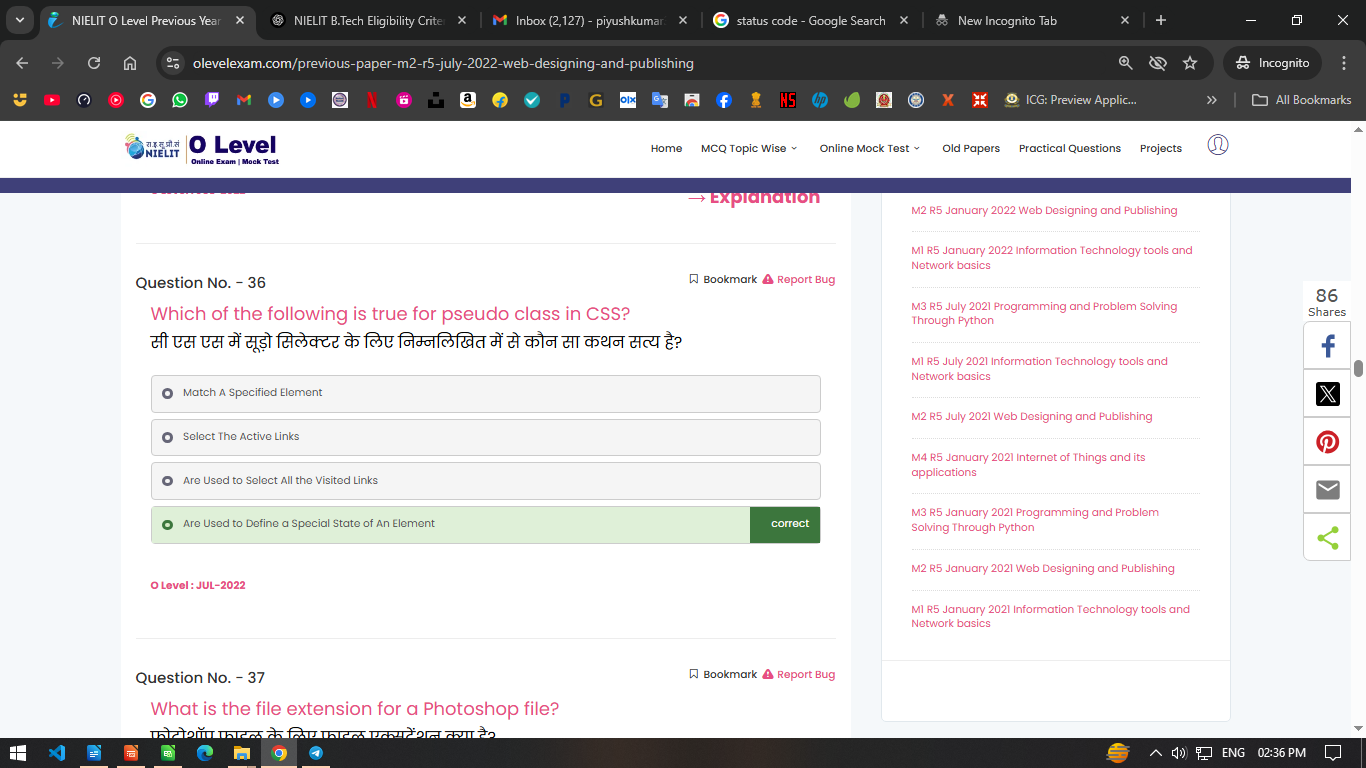 NIELIT O Level Previous Year
NIELIT B.Tech Eligibility Crite
Inbox (2,127) - piyushkumar
status code - Google Search
New Incognito Tab
olevelexam.com/previous-paper-m2-r5-july-2022-web-designing-and-publishing
Incognito
ICG: Preview Applic...
All Bookmarks
रा.इ.सू.प्रौ.सं
NIELIT
O Level
Online Exam | Mock Test
Home
MCQ Topic Wise
Online Mock Test
Old Papers
Practical Questions
Projects
→ Explanation
Question No. - 36
Bookmark
Report Bug
Which of the following is true for pseudo class in CSS?
सी एस एस में सूड़ो सिलेक्टर के लिए निम्नलिखित में से कौन सा कथन सत्य है?
Match A Specified Element
Select The Active Links
Are Used to Select All the Visited Links
Are Used to Define a Special State of An Element
correct
O Level : JUL-2022
Question No. - 37
Bookmark
Report Bug
What is the file extension for a Photoshop file?
फोटोशॉप फाइल के लिए फाइल एक्सटेंशन क्या है?
M2 R5 January 2022 Web Designing and Publishing
M1 R5 January 2022 Information Technology tools and
Network basics
M3 R5 July 2021 Programming and Problem Solving
Through Python
M1 R5 July 2021 Information Technology tools and
Network basics
M2 R5 July 2021 Web Designing and Publishing
M4 R5 January 2021 Internet of Things and its
applications
M3 R5 January 2021 Programming and Problem
Solving Through Python
M2 R5 January 2021 Web Designing and Publishing
M1 R5 January 2021 Information Technology tools and
Network basics
86
Shares
ENG
02:36 PM